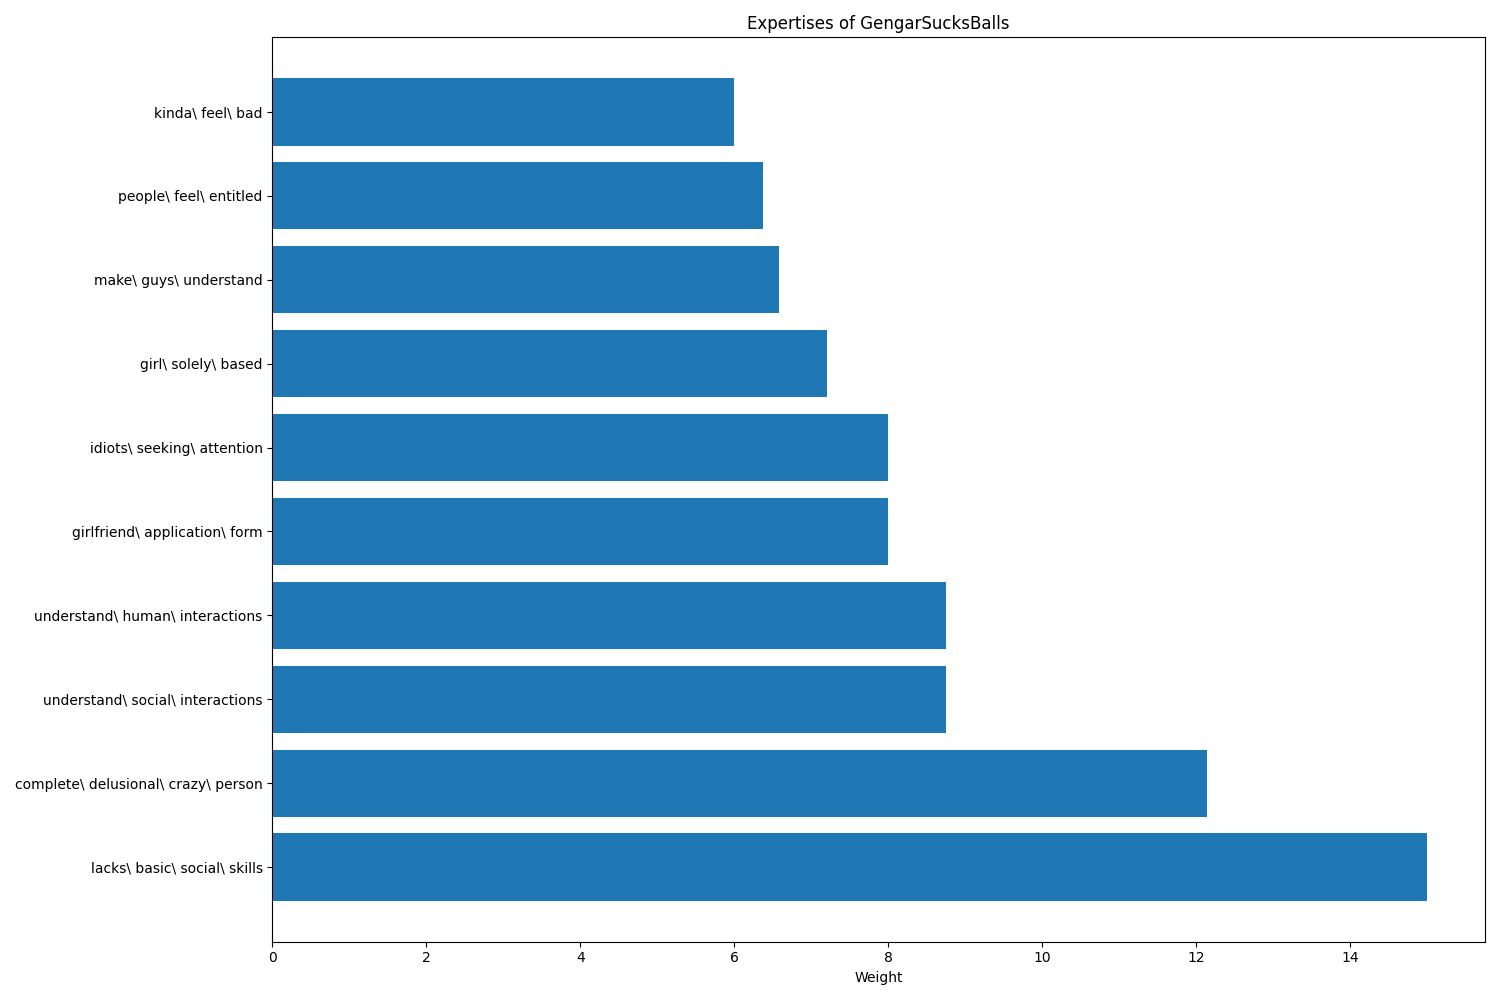 Expertises of GengarSucksBalls
kinda\ feel\ bad
people\ feel\ entitled
make\ guys\ understand
girl\ solely\ based
idiots\ seeking\ attention
girlfriend\ application\ form
understand\ human\ interactions
understand\ social\ interactions
complete\ delusional\ crazy\ person
lacks\ basic\ social\ skills
0 2 4 6 8 10 12 14
Weight